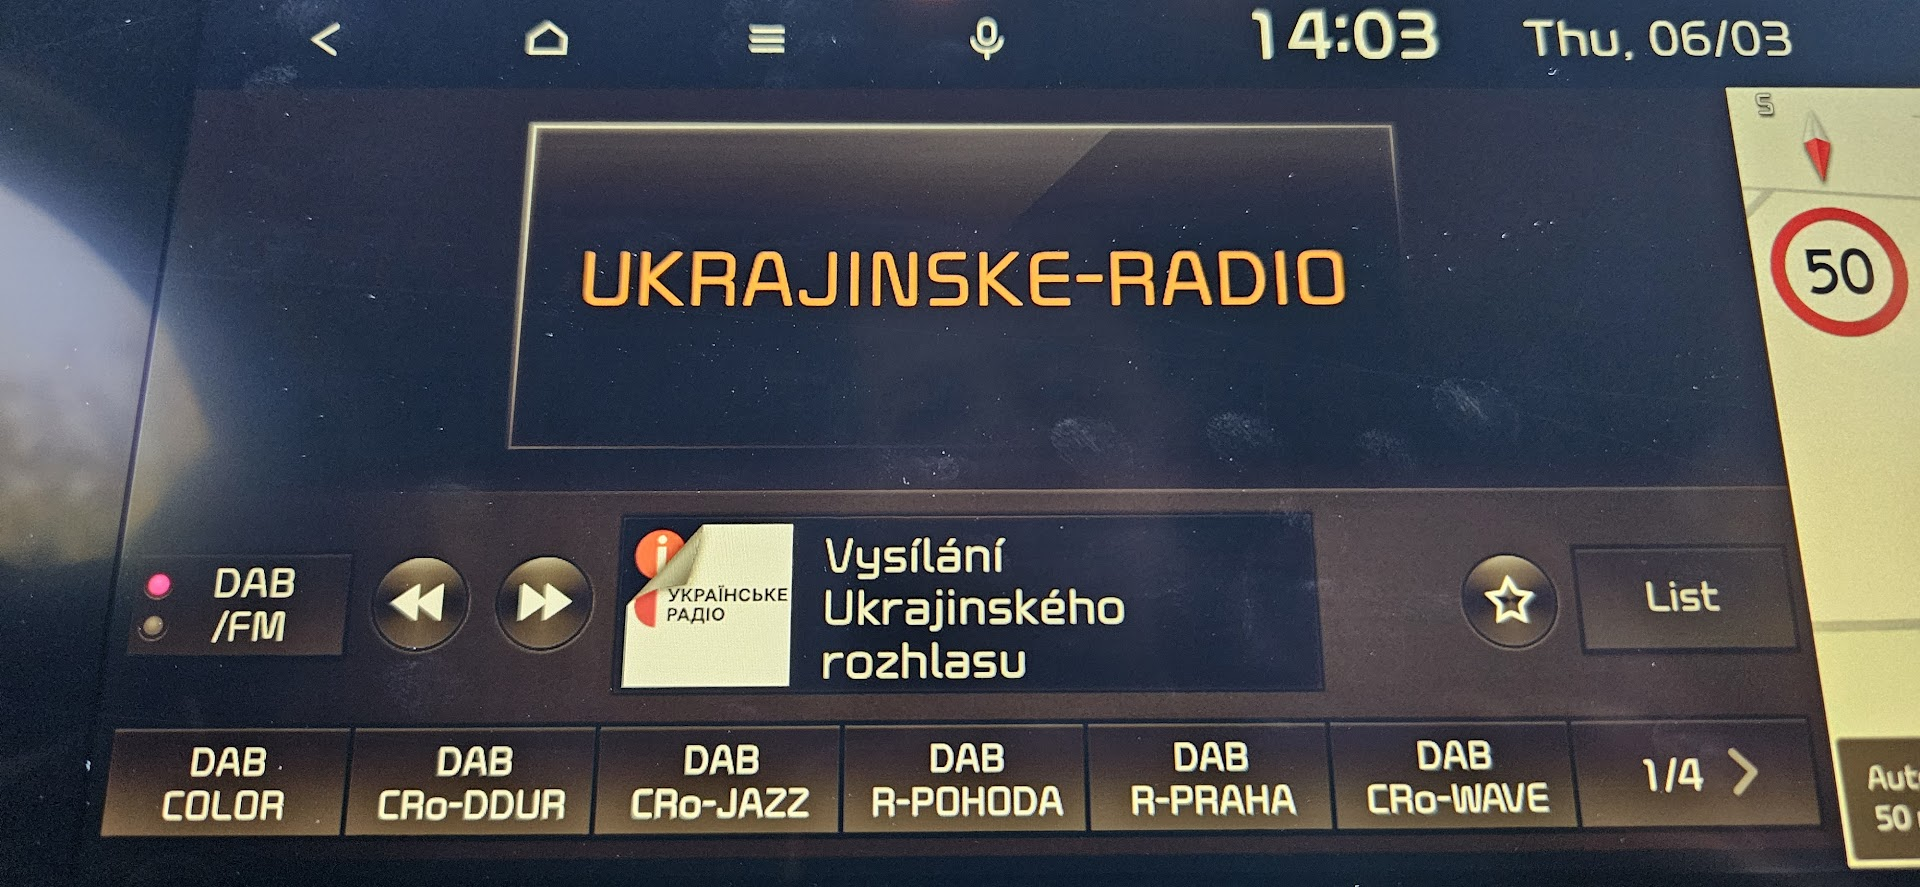 14:03
Thu, 06/03
S
UKRAJINSKE-RADIO
50
DAB
/FM
i
УКРАЇНСЬКЕ
РАДІО
Vysílání
Ukrajinského
rozhlasu
List
DAB
COLOR
DAB
CRo-DDUR
DAB
CRo-JAZZ
DAB
R-POHODA
DAB
R-PRAHA
DAB
CRo-WAVE
1/4
50